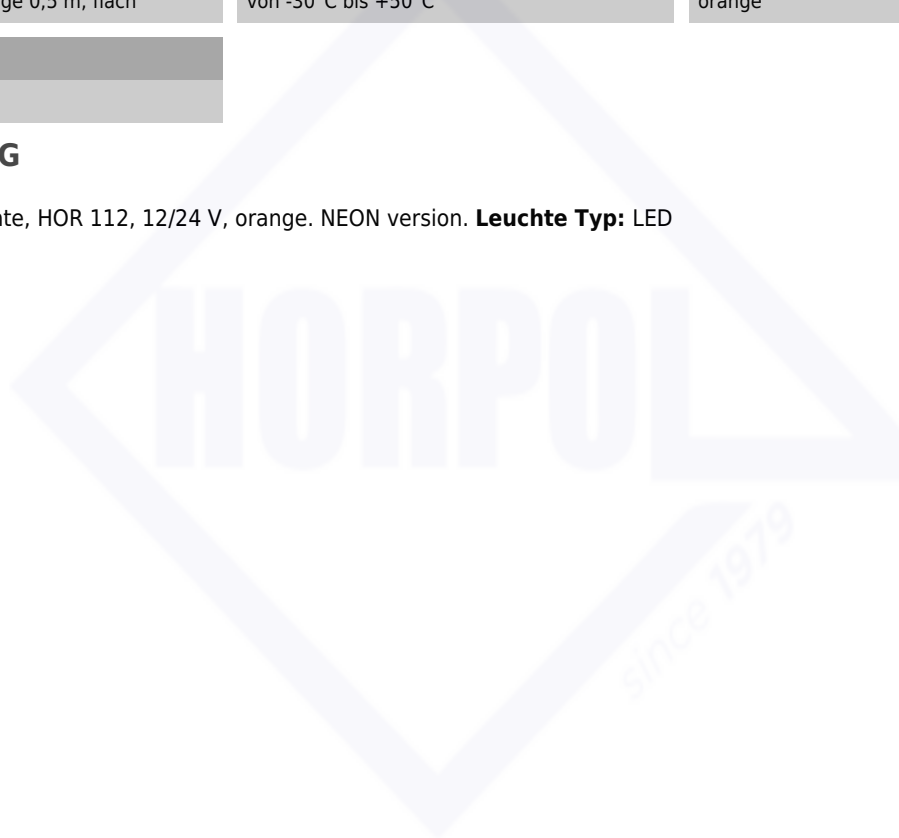 ge 0,5 m, flach
von -30°C bis +50°C
orange
G
te, HOR 112, 12/24 V, orange. NEON version. Leuchte Typ: LED
HORPOL
since 1979